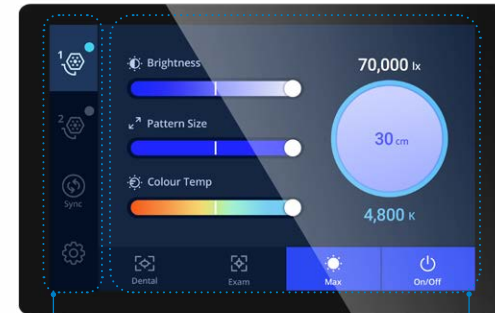 1
Brightness
70,000 lx
2
Pattern Size
30 cm
Sync
Colour Temp
4,800 K
Dental
Exam
Max
On/Off